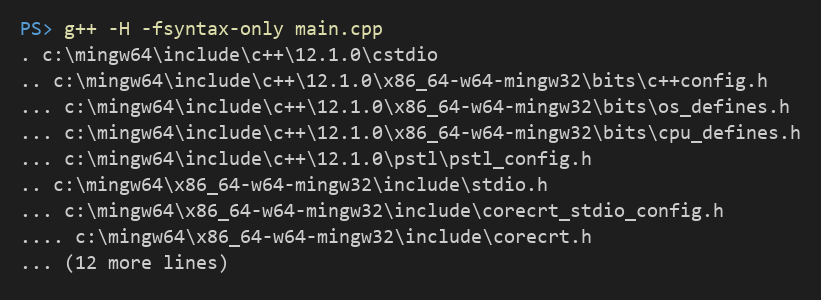 PS> g++ -H -fsyntax-only main.cpp
. c:\mingw64\include\c++\12.1.0\cstdio
.. c:\mingw64\include\c++\12.1.0\x86_64-w64-mingw32\bits\c++config.h
... c:\mingw64\include\c++\12.1.0\x86_64-w64-mingw32\bits\os_defines.h
... c:\mingw64\include\c++\12.1.0\x86_64-w64-mingw32\bits\cpu_defines.h
... c:\mingw64\include\c++\12.1.0\pstl\pstl_config.h
.. c:\mingw64\x86_64-w64-mingw32\include\stdio.h
... c:\mingw64\x86_64-w64-mingw32\include\corecrt_stdio_config.h
.... c:\mingw64\x86_64-w64-mingw32\include\corecrt.h
... (12 more lines)